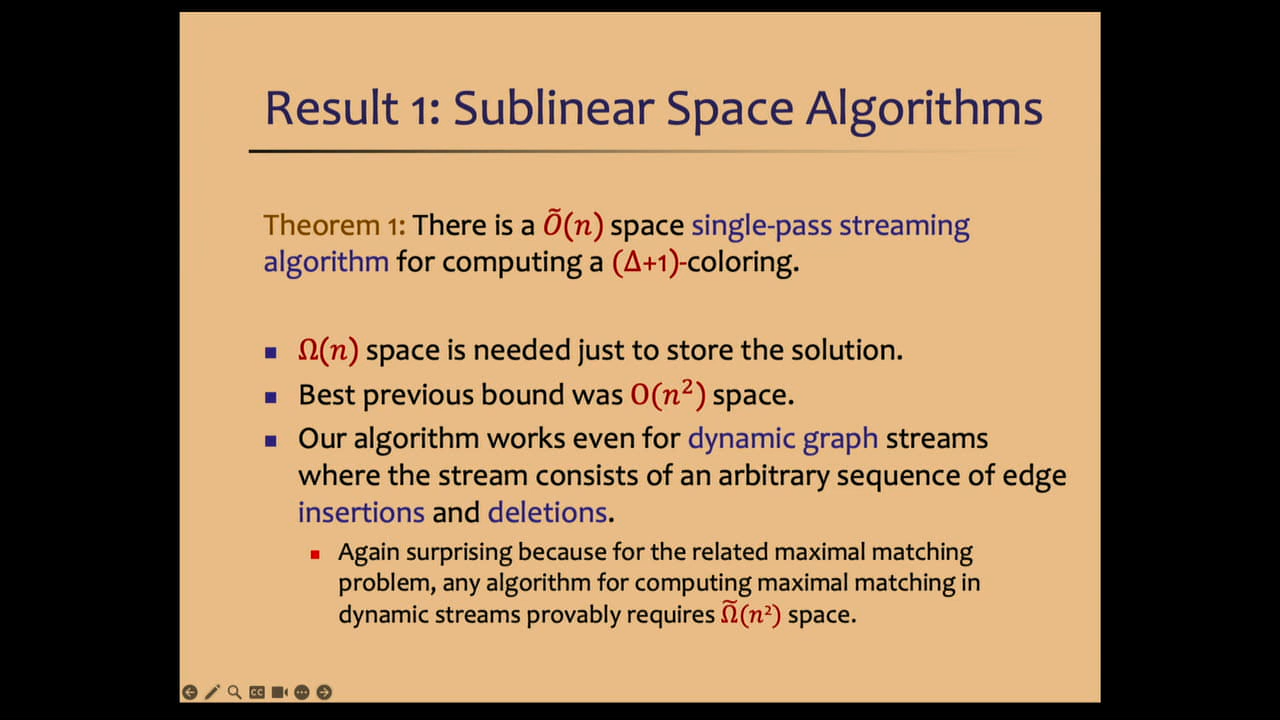 Result 1: Sublinear Space Algorithms
Theorem 1: There is a Õ(n) space single-pass streaming
algorithm for computing a (Δ+1)-coloring.
Ω(n) space is needed just to store the solution.
Best previous bound was O(n²) space.
Our algorithm works even for dynamic graph streams
where the stream consists of an arbitrary sequence of edge
insertions and deletions.
Again surprising because for the related maximal matching
problem, any algorithm for computing maximal matching in
dynamic streams provably requires Ω̃(n²) space.
CC